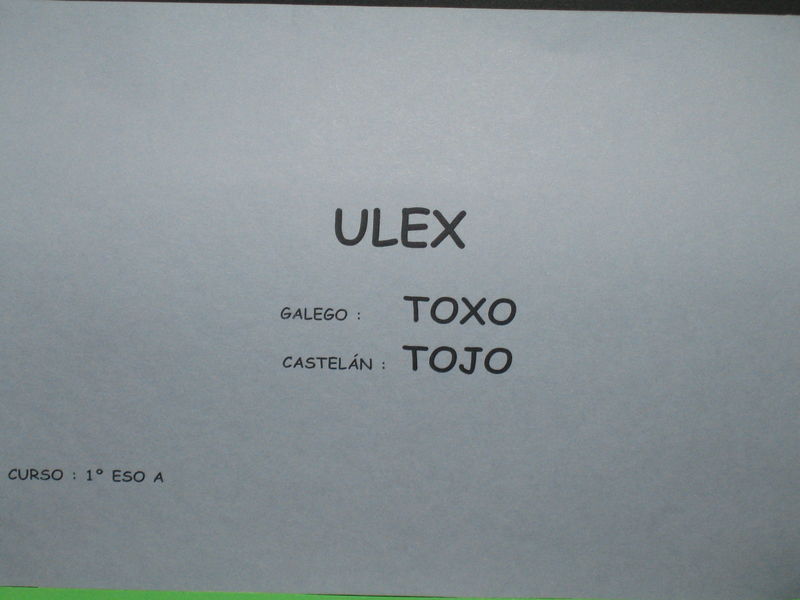 ULEX
GALEGO : TOXO
CASTELÁN : TOJO
CURSO : 1º ESO A